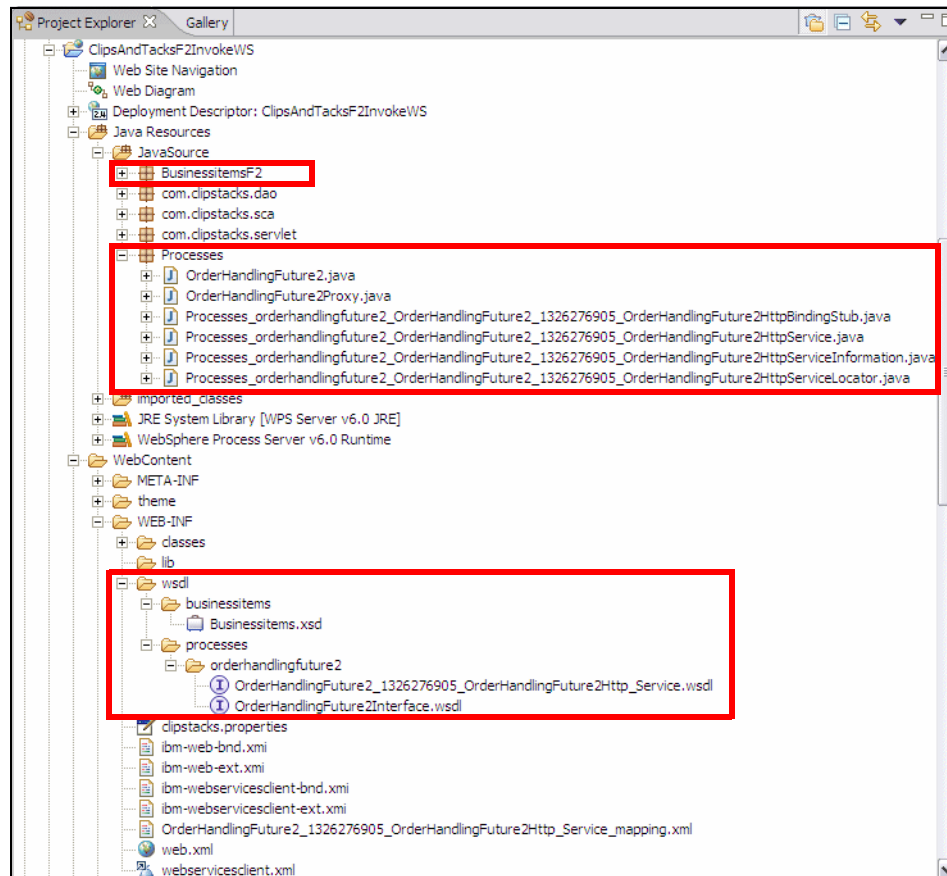 Project Explorer Gallery
ClipsAndTacksF2InvokeWS
Web Site Navigation
Web Diagram
2.4 Deployment Descriptor: ClipsAndTacksF2InvokeWS
Java Resources
JavaSource
BusinessitemsF2
com.clipstacks.dao
com.clipstacks.sca
com.clipstacks.servlet
Processes
OrderHandlingFuture2.java
OrderHandlingFuture2Proxy.java
Processes_orderhandlingfuture2_OrderHandlingFuture2_1326276905_OrderHandlingFuture2HttpBindingStub.java
Processes_orderhandlingfuture2_OrderHandlingFuture2_1326276905_OrderHandlingFuture2HttpService.java
Processes_orderhandlingfuture2_OrderHandlingFuture2_1326276905_OrderHandlingFuture2HttpServiceInformation.java
Processes_orderhandlingfuture2_OrderHandlingFuture2_1326276905_OrderHandlingFuture2HttpServiceLocator.java
imported_classes
JRE System Library [WPS Server v6.0 JRE]
WebSphere Process Server v6.0 Runtime
WebContent
META-INF
theme
WEB-INF
classes
lib
wsdl
businessitems
Businessitems.xsd
processes
orderhandlingfuture2
OrderHandlingFuture2_1326276905_OrderHandlingFuture2Http_Service.wsdl
OrderHandlingFuture2Interface.wsdl
clipstacks.properties
ibm-web-bnd.xmi
ibm-web-ext.xmi
ibm-webservicesclient-bnd.xmi
ibm-webservicesclient-ext.xmi
OrderHandlingFuture2_1326276905_OrderHandlingFuture2Http_Service_mapping.xml
web.xml
webservicesclient.xml